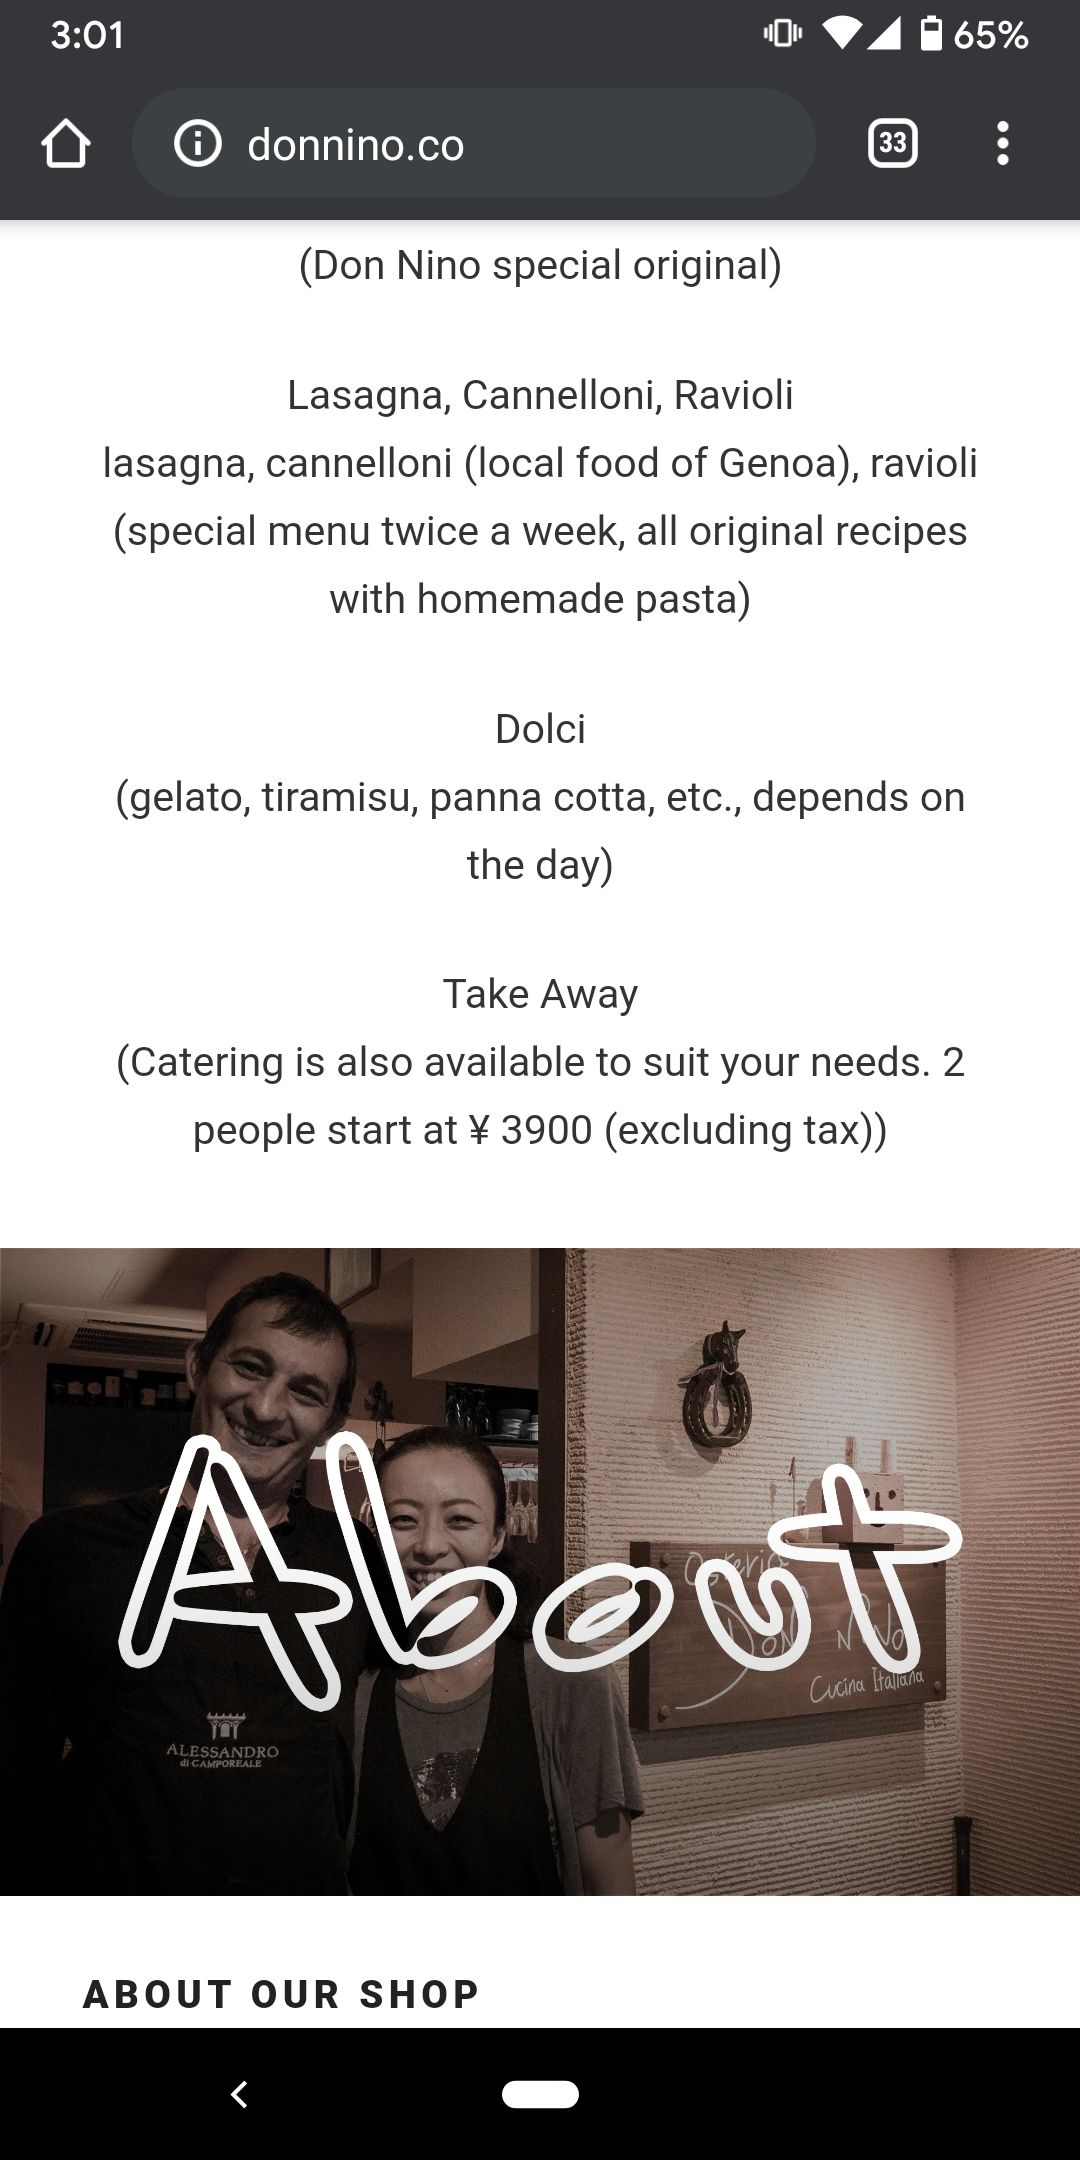 3:01
65%
donnino.co
33
(Don Nino special original)
Lasagna, Cannelloni, Ravioli
lasagna, cannelloni (local food of Genoa), ravioli
(special menu twice a week, all original recipes
with homemade pasta)
Dolci
(gelato, tiramisu, panna cotta, etc., depends on
the day)
Take Away
(Catering is also available to suit your needs. 2
people start at ¥ 3900 (excluding tax))
About
Osteria
Don Nino
Cucina Italiana
ALESSANDRO
di CAMPOREALE
ABOUT OUR SHOP